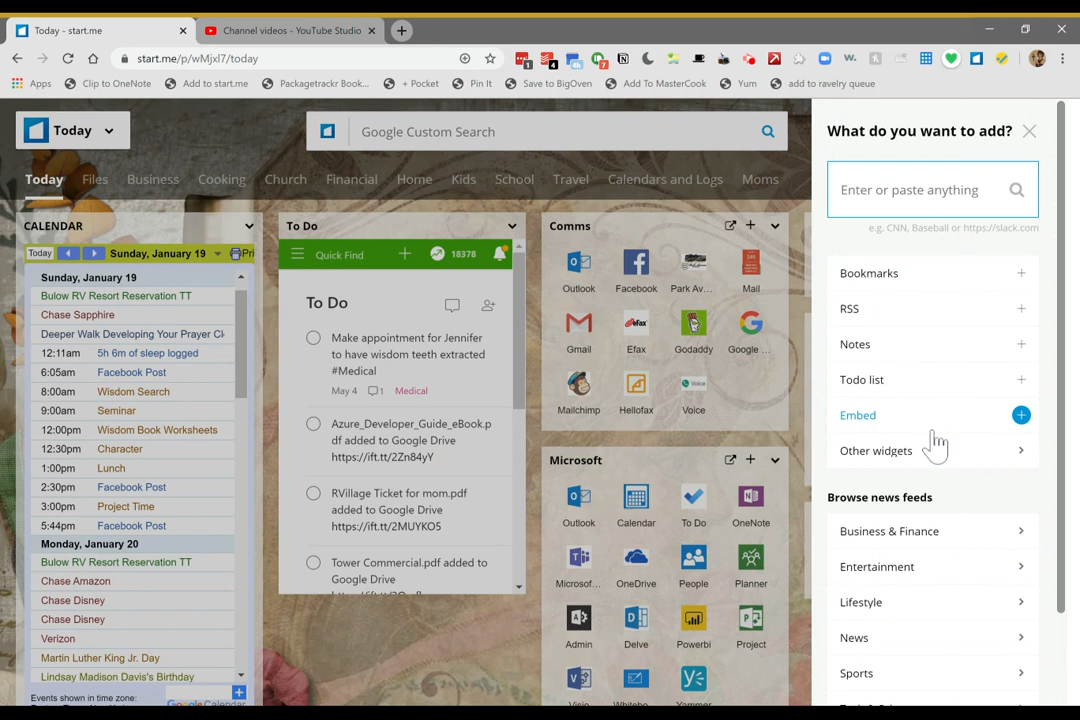 Today - start.me
Channel videos - YouTube Studio
start.me/p/wMjxl7/today
Apps
Clip to OneNote
Add to start.me
Packagetrackr Book...
+ Pocket
Pin It
Save to BigOven
Add To MasterCook
Yum
add to ravelry queue
Today
Google Custom Search
Today
Files
Business
Cooking
Church
Financial
Home
Kids
School
Travel
Calendars and Logs
Moms
CALENDAR
Today
Sunday, January 19
Pri
Sunday, January 19
Bulow RV Resort Reservation TT
Chase Sapphire
Deeper Walk Developing Your Prayer Cl
12:11am 5h 6m of sleep logged
6:05am Facebook Post
8:00am Wisdom Search
9:00am Seminar
12:00pm Wisdom Book Worksheets
12:30pm Character
1:00pm Lunch
2:30pm Facebook Post
3:00pm Project Time
5:44pm Facebook Post
Monday, January 20
Bulow RV Resort Reservation TT
Chase Amazon
Chase Disney
Chase Disney
Verizon
Martin Luther King Jr. Day
Lindsay Madison Davis's Birthday
Events shown in time zone:
Google Calendar
To Do
Quick Find
18378
To Do
Make appointment for Jennifer
to have wisdom teeth extracted
#Medical
May 4
1
Medical
Azure_Developer_Guide_eBook.p
df added to Google Drive
https://ift.tt/2Zn84yY
RVillage Ticket for mom.pdf
added to Google Drive
https://ift.tt/2MUYKO5
Tower Commercial.pdf added to
Google Drive
Comms
Outlook
Facebook
Park Av...
Mail
Gmail
Efax
Godaddy
Google ...
Mailchimp
Hellofax
Voice
Microsoft
Outlook
Calendar
To Do
OneNote
Microsof...
OneDrive
People
Planner
Admin
Delve
Powerbi
Project
Visio
Whitebo...
Yammer
What do you want to add?
Enter or paste anything
e.g. CNN, Baseball or https://slack.com
Bookmarks
RSS
Notes
Todo list
Embed
Other widgets
Browse news feeds
Business & Finance
Entertainment
Lifestyle
News
Sports